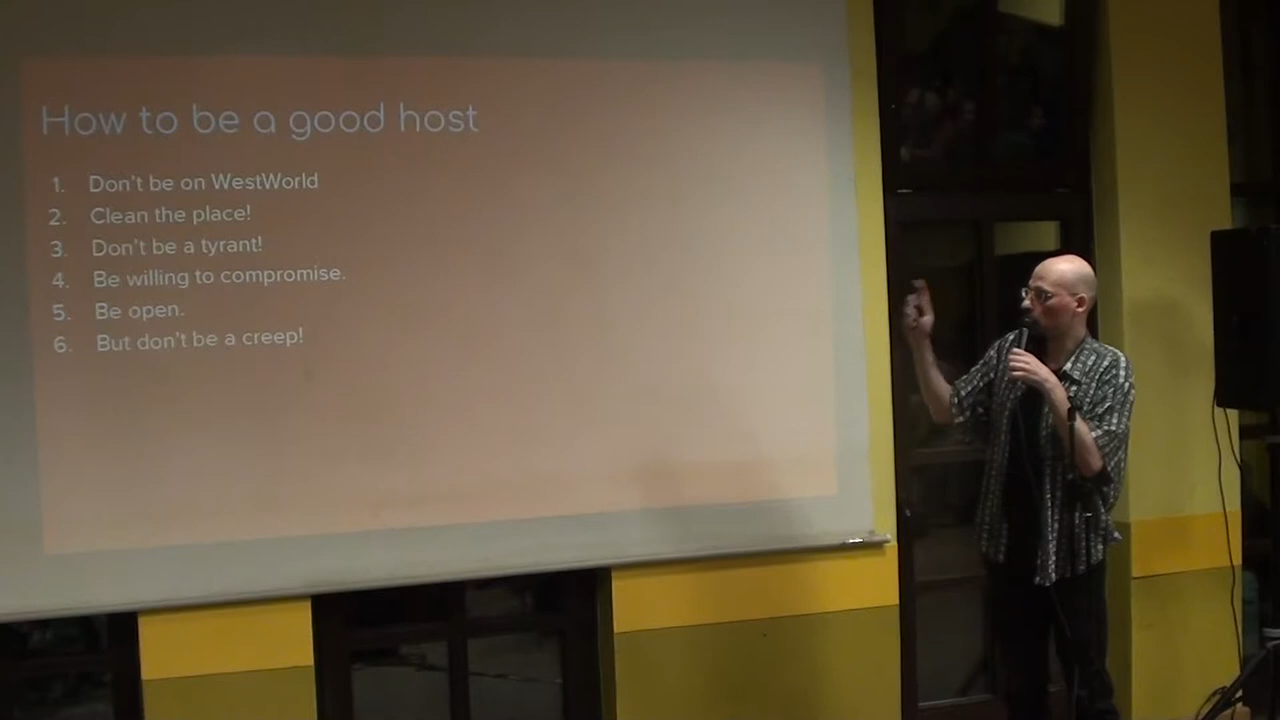 How to be a good host
1. Don't be on WestWorld
2. Clean the place!
3. Don't be a tyrant!
4. Be willing to compromise.
5. Be open.
6. But don't be a creep!